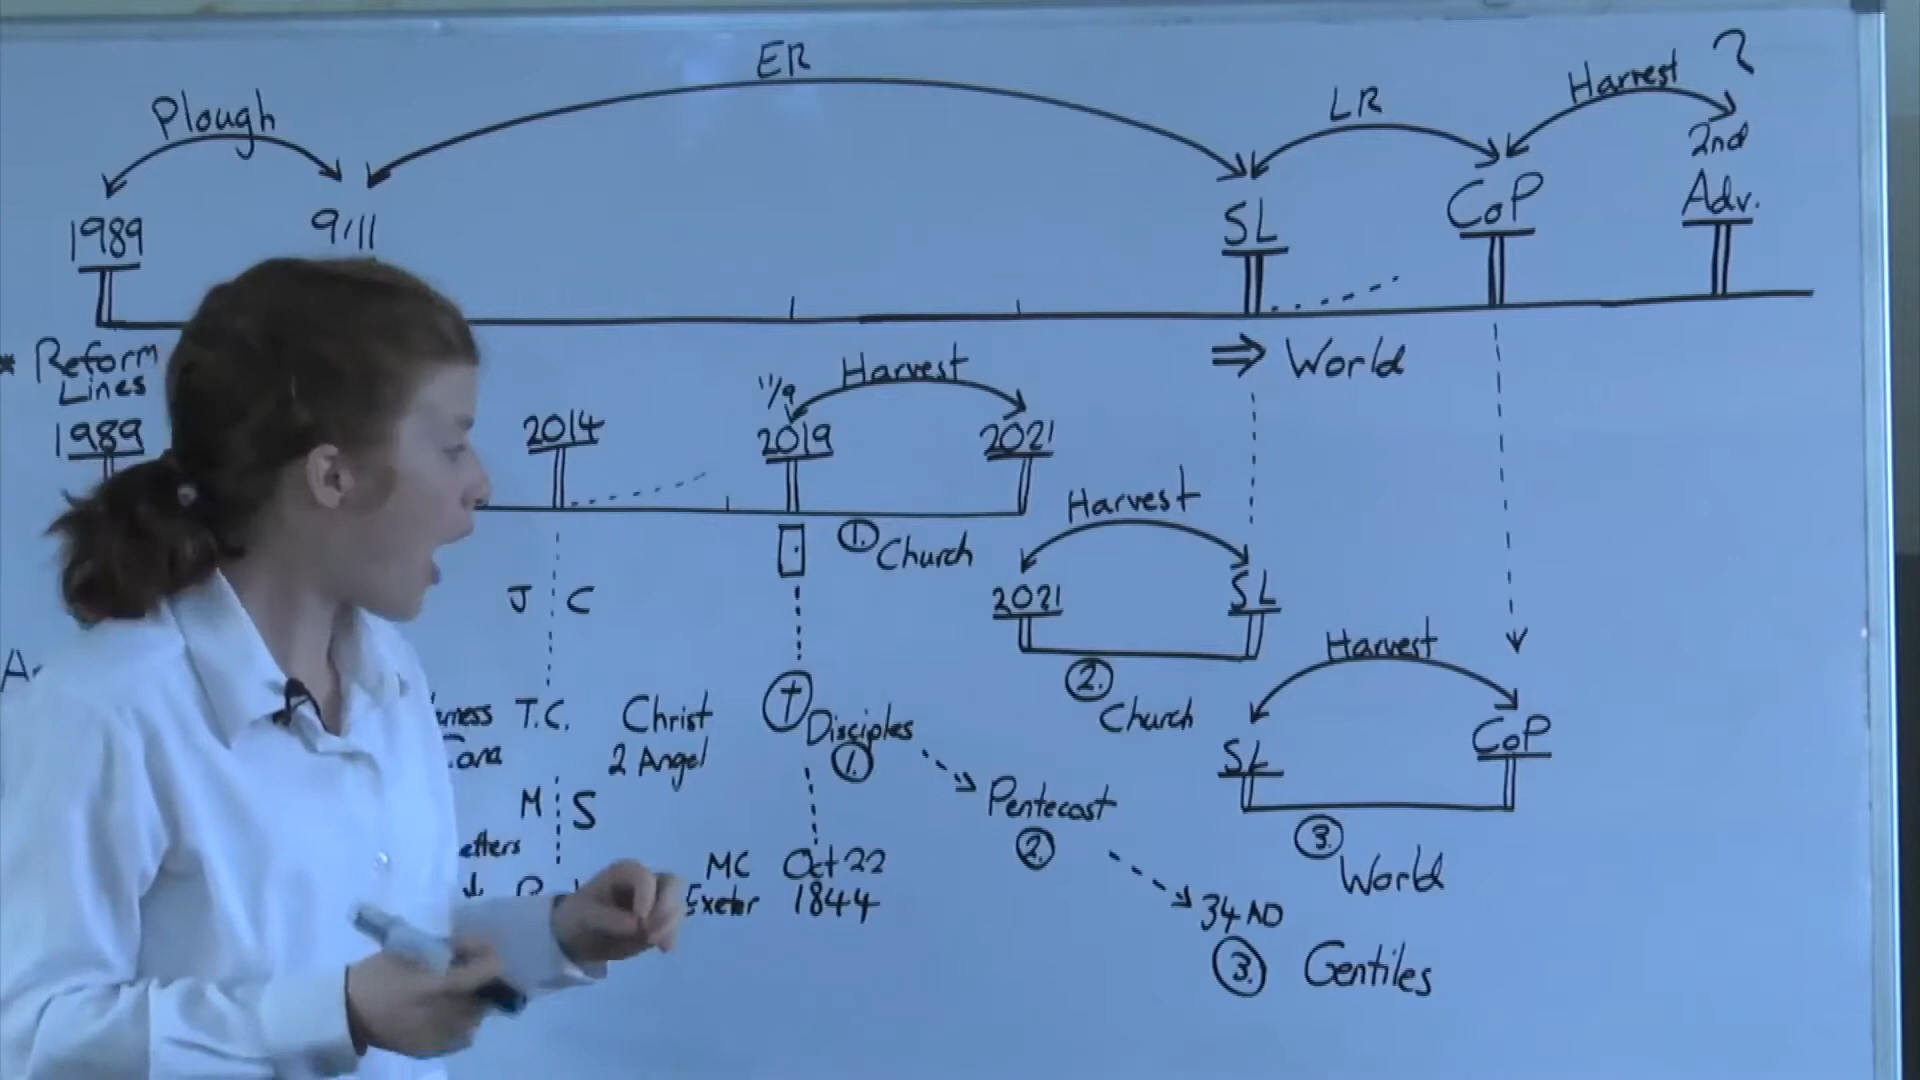 ER
Plough
LR
Harvest ?
1989
9/11
SL
CoP
2nd
Adv.
* Reform
Lines
⇒ World
1989
2014
11/9
2019
Harvest
2021
① Church
J C
Harvest
2021
SL
② Church
Harvest
SL
CoP
③ World
T.C.
Christ
2 Angel
Disciples
①
Pentecost
②
34 AD
③ Gentiles
M S
MC
Exeter
Oct 22
1844